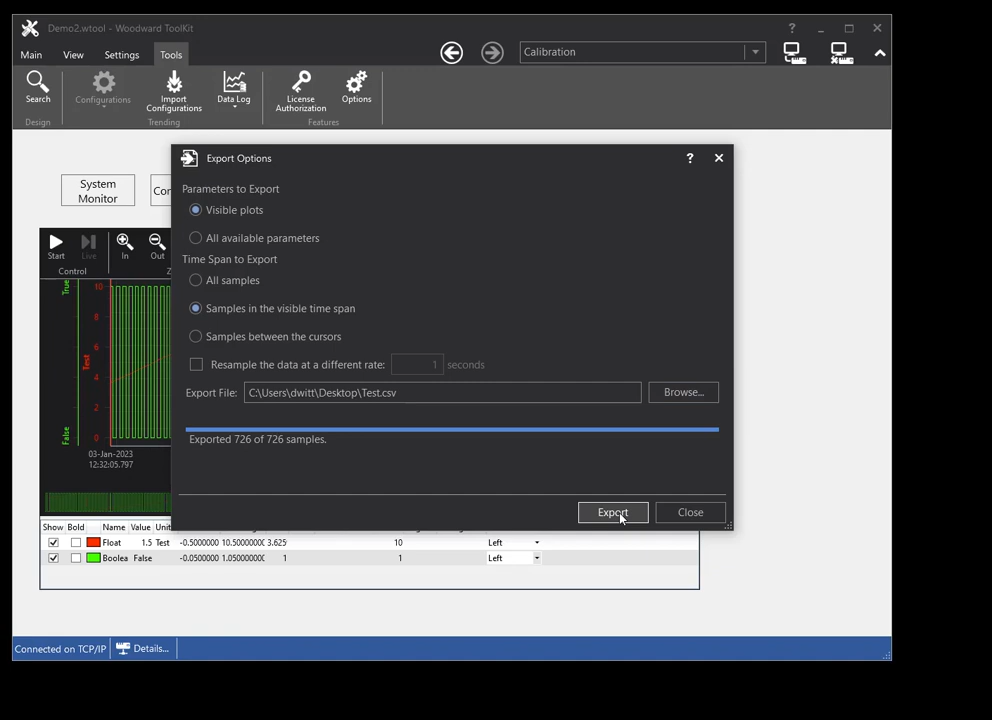 Demo2.wtool - Woodward ToolKit
?
Main View Settings Tools
Calibration
Search
Configurations
Import
Configurations
Data Log
License
Authorization
Options
Design
Trending
Features
Export Options
?
Parameters to Export
Visible plots
All available parameters
Time Span to Export
All samples
Samples in the visible time span
Samples between the cursors
Resample the data at a different rate: 1 seconds
Export File: C:\Users\dwitt\Desktop\Test.csv Browse...
Exported 726 of 726 samples.
Export Close
System
Monitor
Con
Start Live In Out
Control Z
True
False
10
8
6
4
2
0
Test
03-Jan-2023
12:32:05.797
Show Bold Name Value Unit
Float 1.5 Test -0.5000000 10.5000000 3.625 10 Left
Boolea False -0.0500000 1.0500000 1 1 Left
Connected on TCP/IP Details...